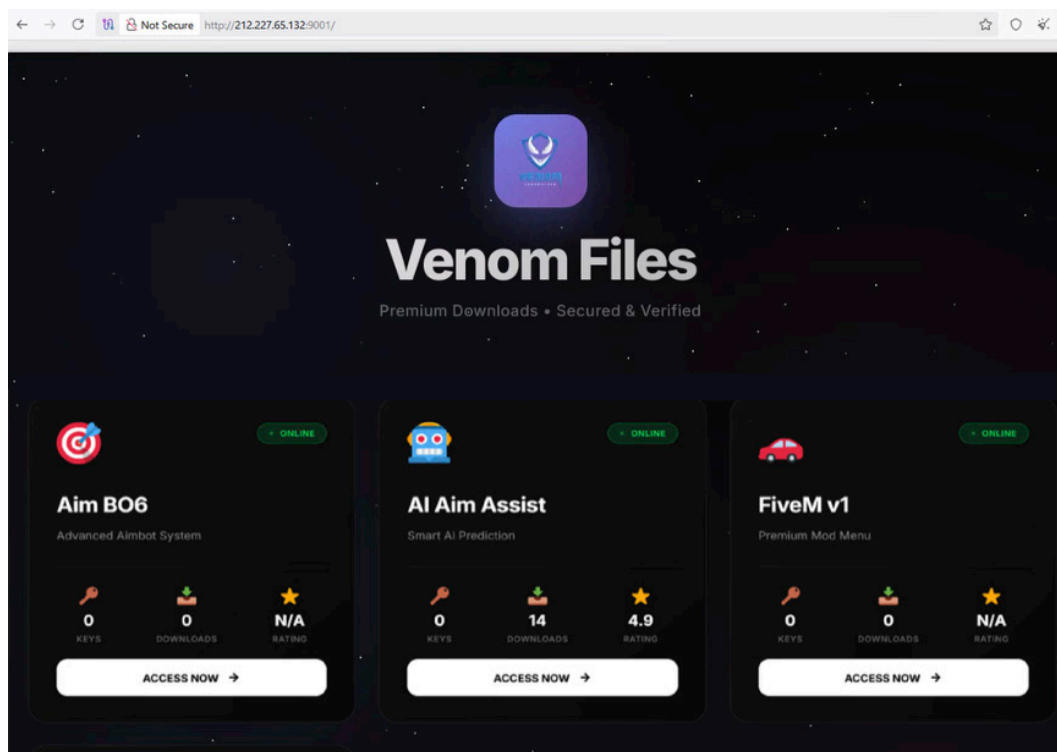 Not Secure http://212.227.65.132:9001/
Venom Files
Premium Downloads • Secured & Verified
• ONLINE
• ONLINE
• ONLINE
Aim BO6
AI Aim Assist
FiveM v1
Advanced Aimbot System
Smart AI Prediction
Premium Mod Menu
0 0 N/A
KEYS DOWNLOADS RATING
0 14 4.9
KEYS DOWNLOADS RATING
0 0 N/A
KEYS DOWNLOADS RATING
ACCESS NOW →
ACCESS NOW →
ACCESS NOW →